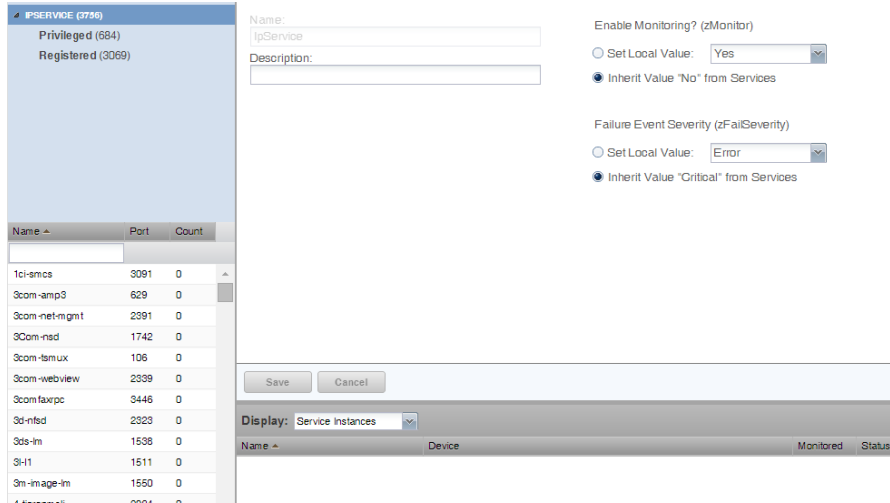 IPSERVICE (3756)
Privileged (684)
Registered (3069)
Name:
IpService
Description:
Enable Monitoring? (zMonitor)
Set Local Value: Yes
Inherit Value "No" from Services
Failure Event Severity (zFailSeverity)
Set Local Value: Error
Inherit Value "Critical" from Services
Name Port Count
1ci-smcs 3091 0
3com-amp3 629 0
3com-net-mgmt 2391 0
3Com-nsd 1742 0
3com-tsmux 106 0
3com-webview 2339 0
3comfaxrpc 3446 0
3d-nfsd 2323 0
3ds-lm 1538 0
3l-l1 1511 0
3m-image-lm 1550 0
Save Cancel
Display: Service Instances
Name Device Monitored Status